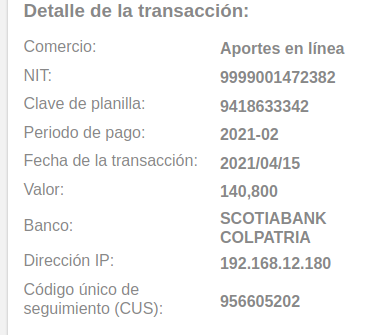 Detalle de la transacción:
Comercio: Aportes en línea
NIT: 9999001472382
Clave de planilla: 9418633342
Periodo de pago: 2021-02
Fecha de la transacción: 2021/04/15
Valor: 140,800
Banco: SCOTIABANK
COLPATRIA
Dirección IP: 192.168.12.180
Código único de
seguimiento (CUS): 956605202